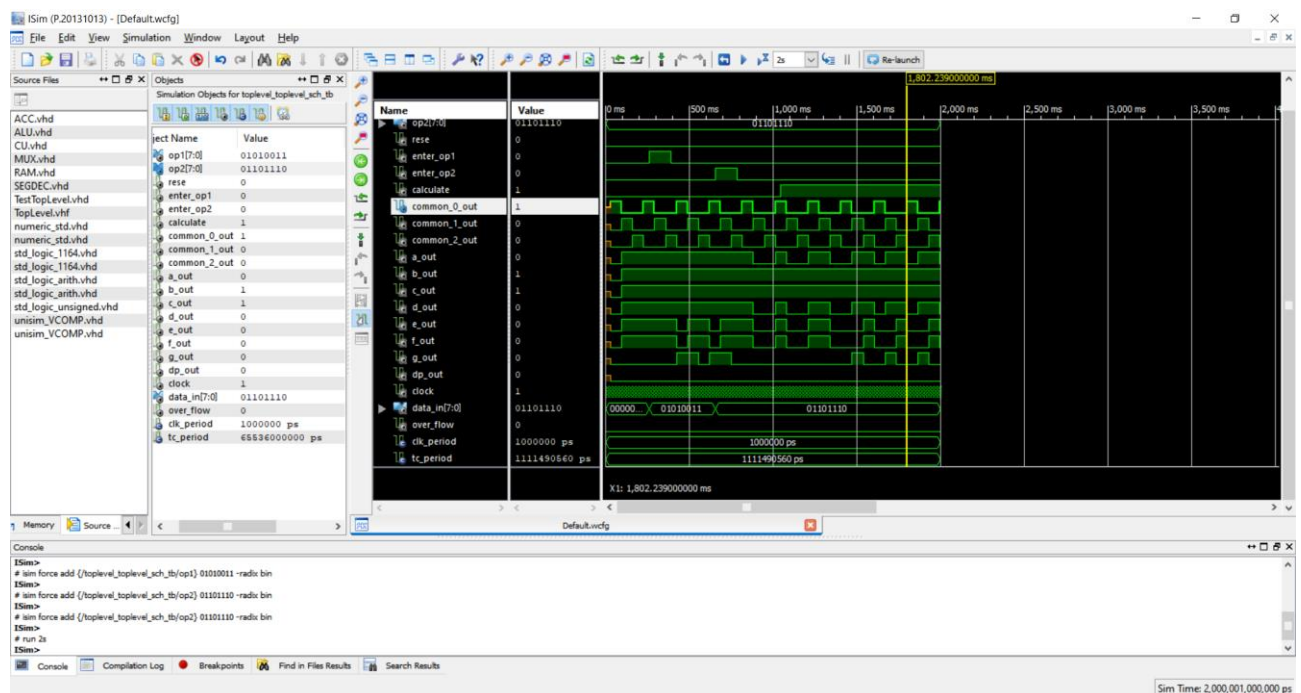 ISim (P.20131013) - [Default.wcfg]
File Edit View Simulation Window Layout Help
2s Re-launch
Source Files
ACC.vhd
ALU.vhd
CU.vhd
MUX.vhd
RAM.vhd
SEGDEC.vhd
TestTopLevel.vhd
TopLevel.vhf
numeric_std.vhd
numeric_std.vhd
std_logic_1164.vhd
std_logic_1164.vhd
std_logic_arith.vhd
std_logic_arith.vhd
std_logic_unsigned.vhd
unisim_VCOMP.vhd
unisim_VCOMP.vhd
Memory Source ...
Objects
Simulation Objects for toplevel_toplevel_sch_tb
ject Name Value
op1[7:0] 01010011
op2[7:0] 01101110
rese 0
enter_op1 0
enter_op2 0
calculate 1
common_0_out 1
common_1_out 0
common_2_out 0
a_out 0
b_out 1
c_out 1
d_out 0
e_out 0
f_out 0
g_out 0
dp_out 0
clock 1
data_in[7:0] 01101110
over_flow 0
clk_period 1000000 ps
tc_period 65536000000 ps
1,802.239000000 ms
Name Value 0 ms 500 ms 1,000 ms 1,500 ms 2,000 ms 2,500 ms 3,000 ms 3,500 ms
op2[7:0] 01101110 01101110
rese 0
enter_op1 0
enter_op2 0
calculate 1
common_0_out 1
common_1_out 0
common_2_out 0
a_out 0
b_out 1
c_out 1
d_out 0
e_out 0
f_out 0
g_out 0
dp_out 0
clock 1
data_in[7:0] 01101110 00000... 01010011 01101110
over_flow 0
clk_period 1000000 ps 1000000 ps
tc_period 1111490560 ps 1111490560 ps
X1: 1,802.239000000 ms
Default.wcfg
Console
ISim>
# isim force add {/toplevel_toplevel_sch_tb/op1} 01010011 -radix bin
ISim>
# isim force add {/toplevel_toplevel_sch_tb/op2} 01101110 -radix bin
ISim>
# isim force add {/toplevel_toplevel_sch_tb/op2} 01101110 -radix bin
ISim>
# run 2s
ISim>
Console Compilation Log Breakpoints Find in Files Results Search Results
Sim Time: 2,000,001,000,000 ps